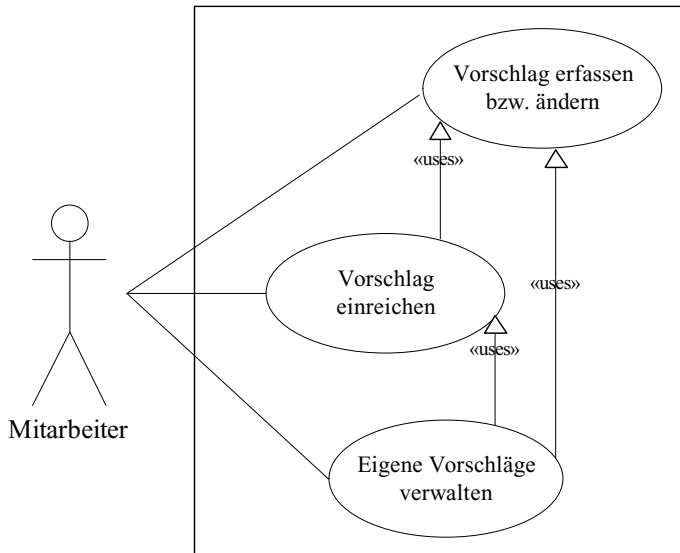 Vorschlag erfassen
bzw. ändern
«uses»
Vorschlag
einreichen
«uses»
«uses»
Mitarbeiter
Eigene Vorschläge
verwalten